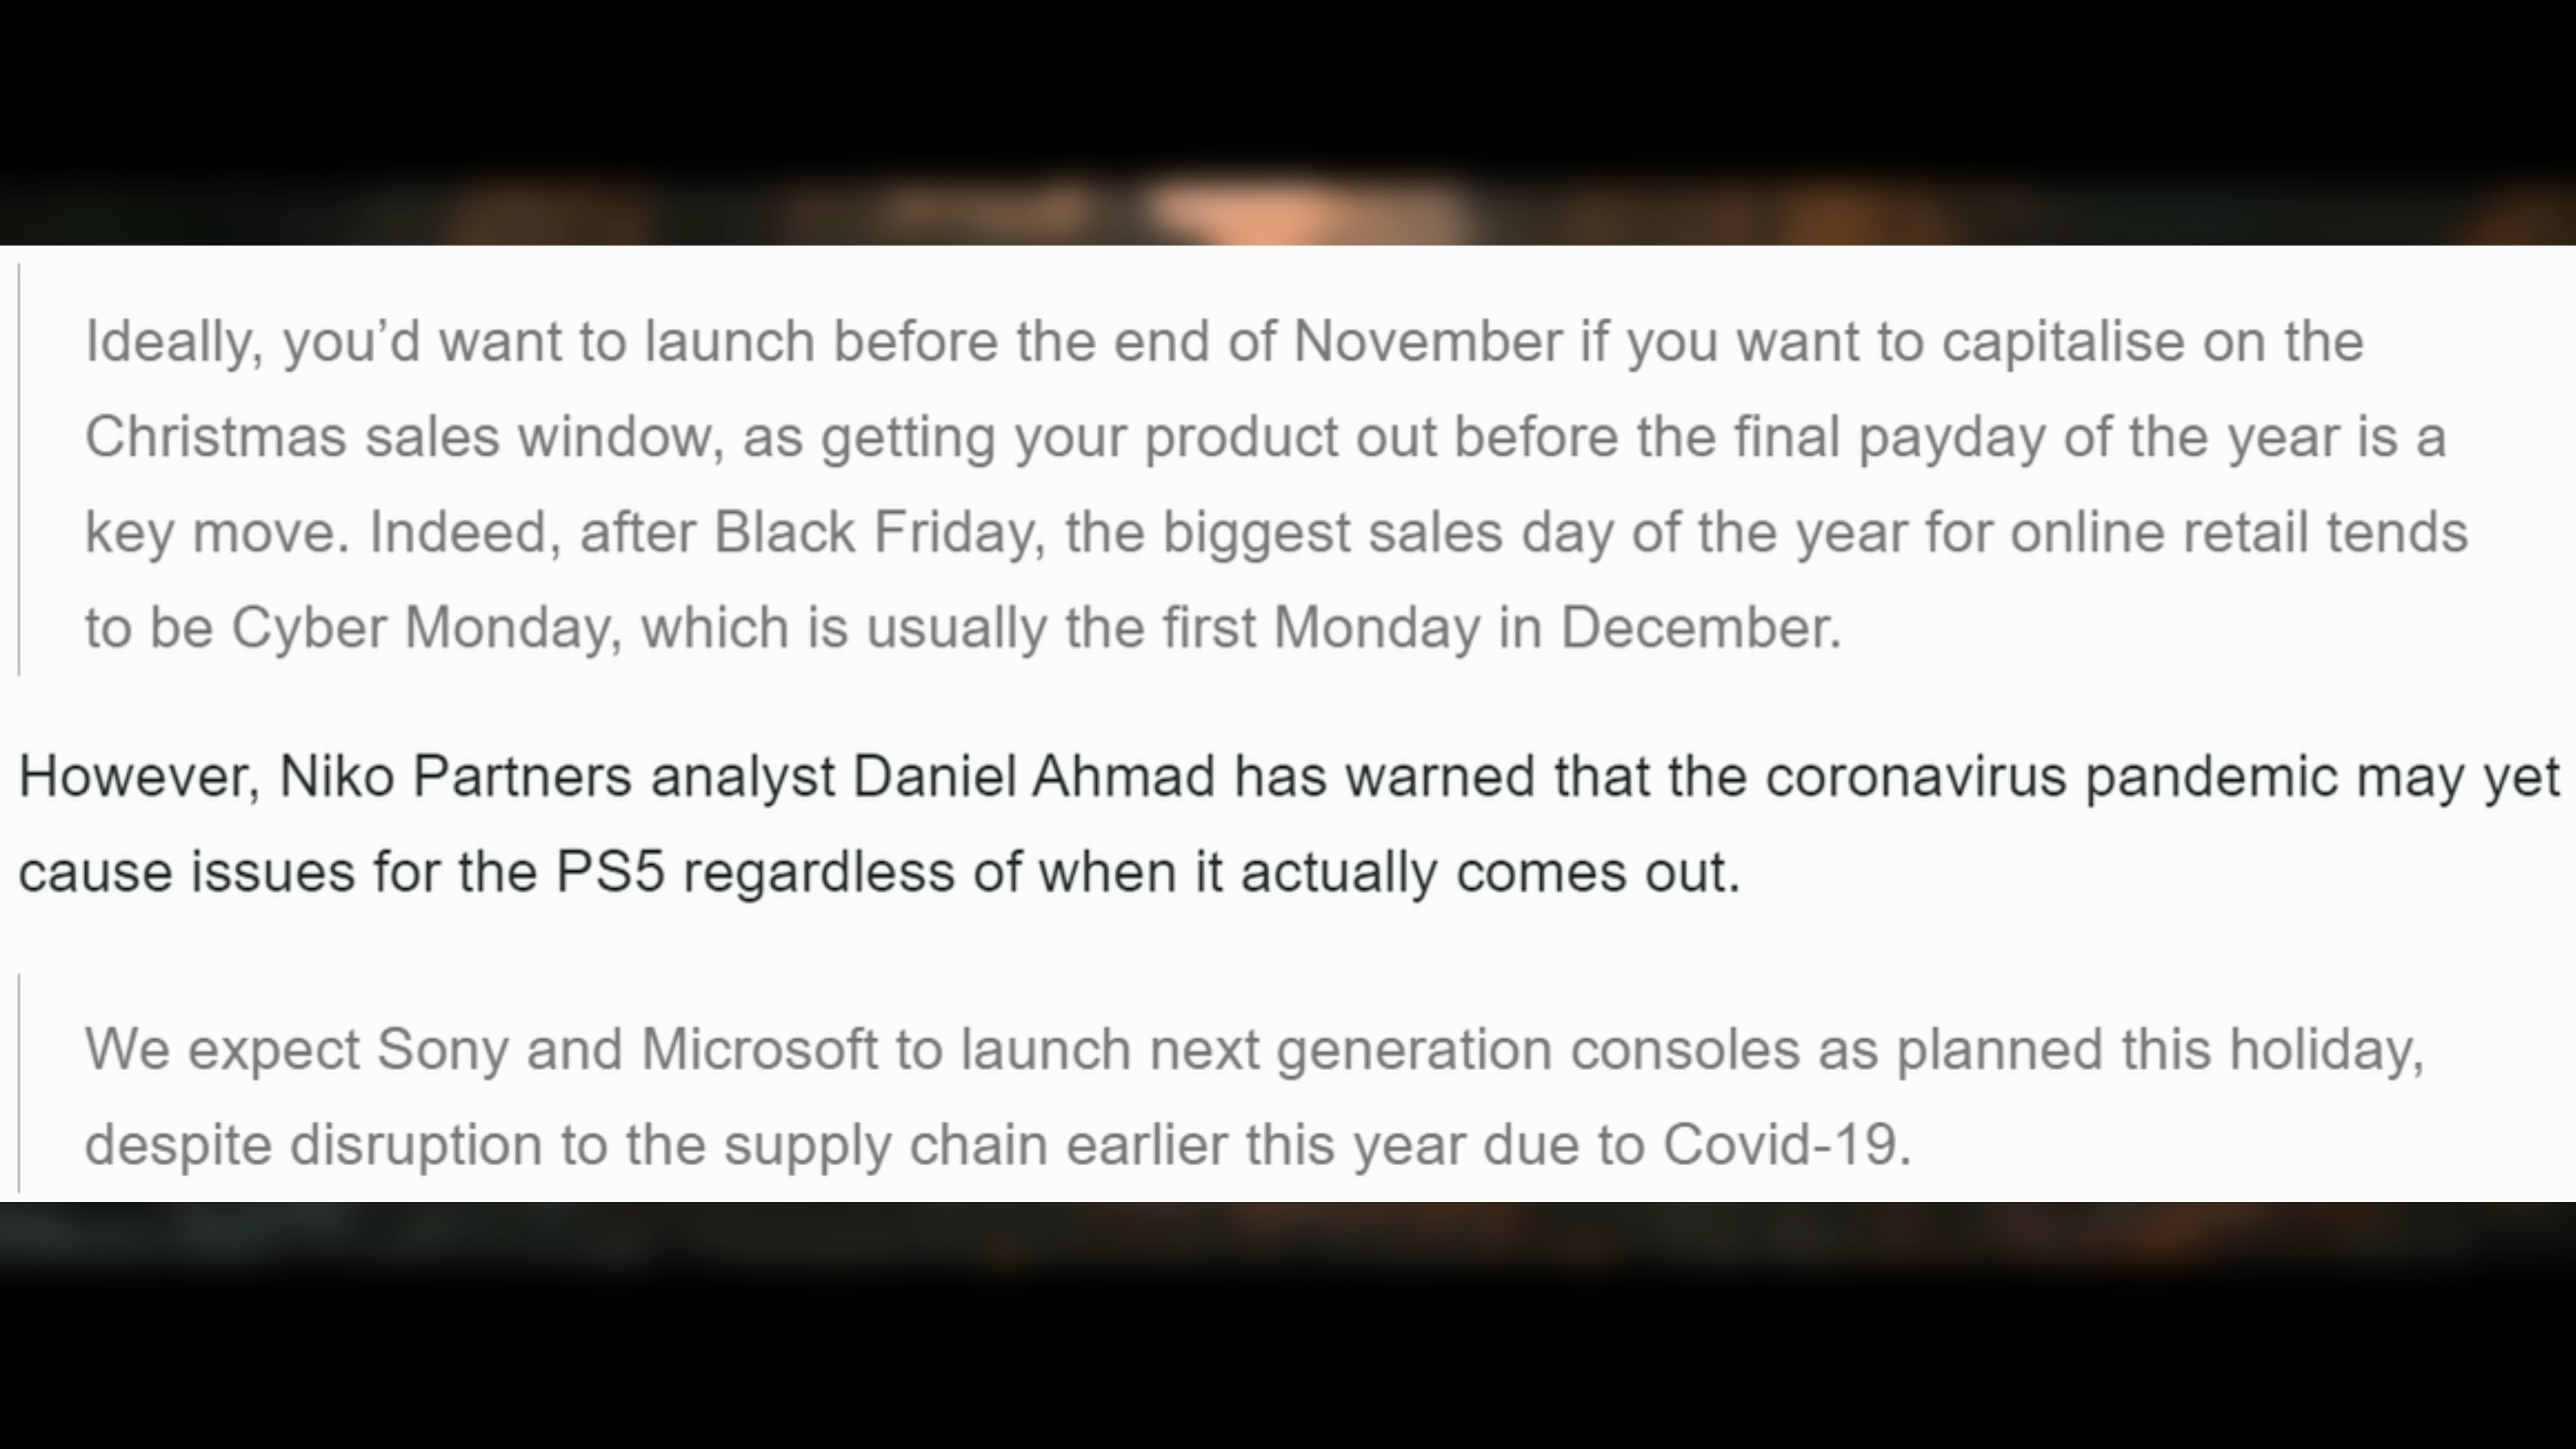 Ideally, you’d want to launch before the end of November if you want to capitalise on the
Christmas sales window, as getting your product out before the final payday of the year is a
key move. Indeed, after Black Friday, the biggest sales day of the year for online retail tends
to be Cyber Monday, which is usually the first Monday in December.
However, Niko Partners analyst Daniel Ahmad has warned that the coronavirus pandemic may yet
cause issues for the PS5 regardless of when it actually comes out.
We expect Sony and Microsoft to launch next generation consoles as planned this holiday,
despite disruption to the supply chain earlier this year due to Covid-19.